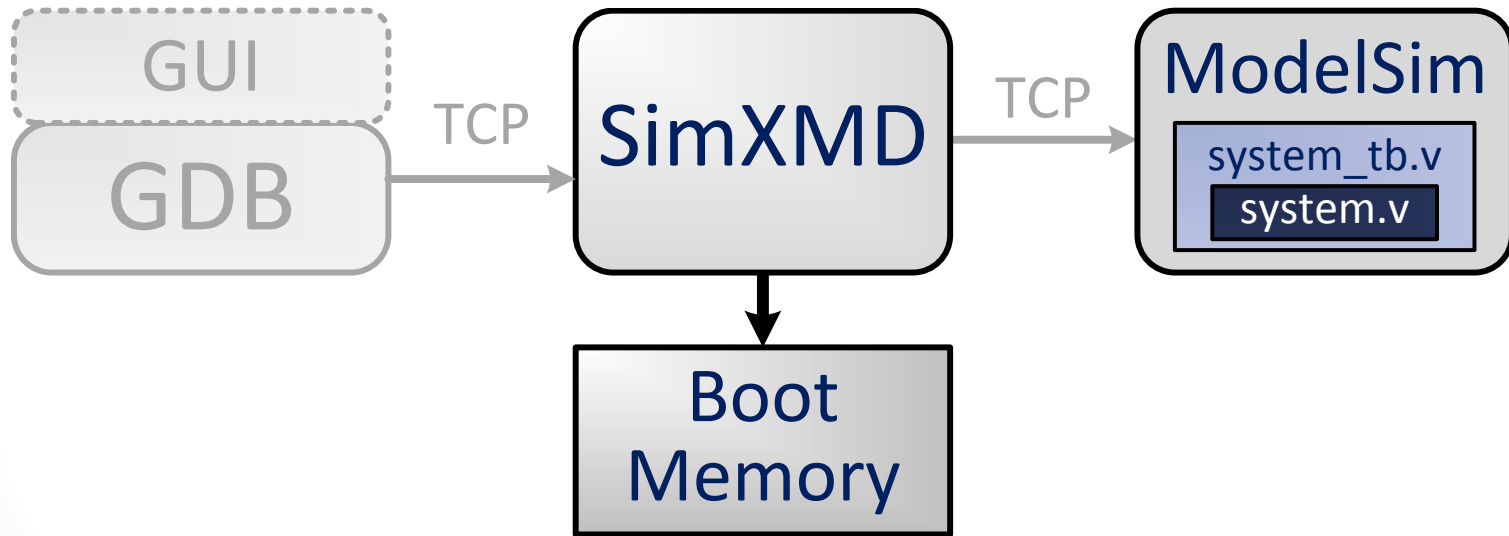 GUI
GDB
TCP
SimXMD
TCP
ModelSim
system_tb.v
system.v
Boot
Memory